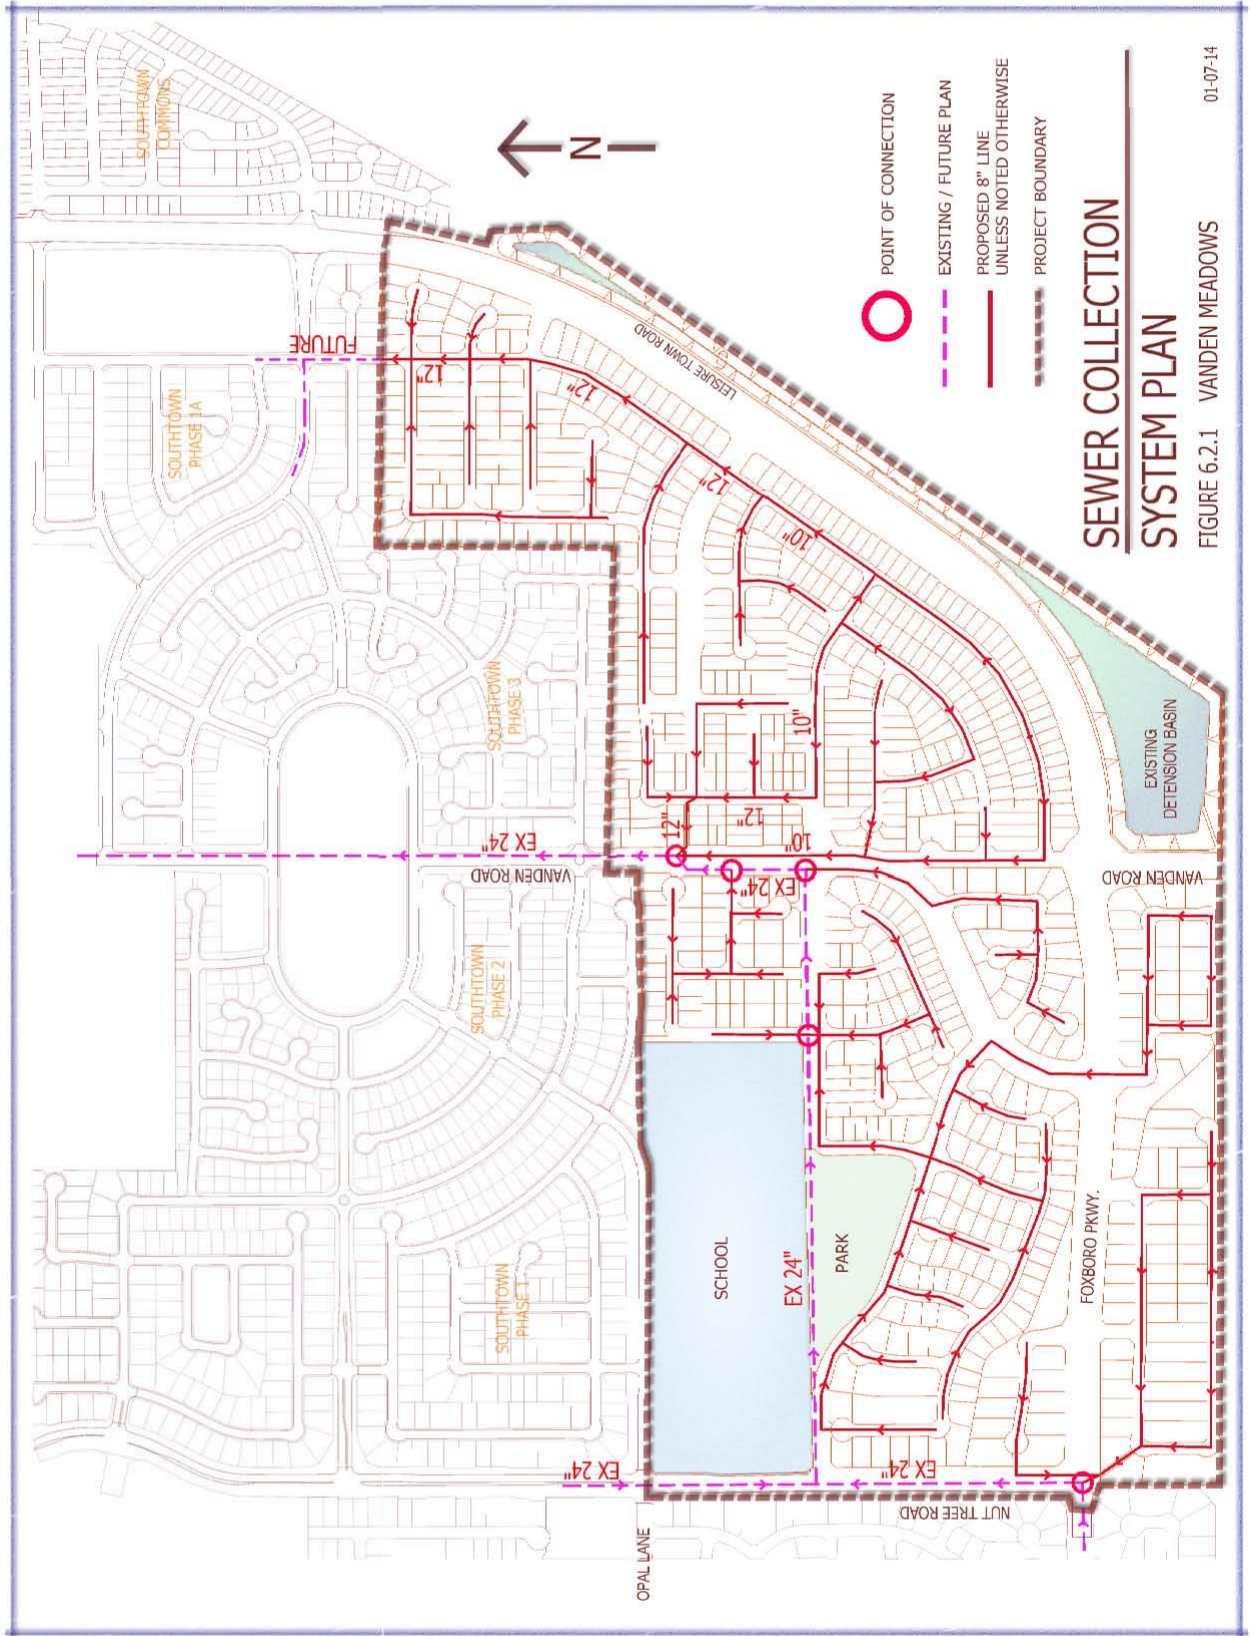 SOUTHTOWN
COMMONS
SOUTHTOWN
PHASE 1A
SOUTHTOWN
PHASE 3
SOUTHTOWN
PHASE 2
SOUTHTOWN
PHASE 1
FUTURE
12"
12"
12"
10"
10"
12"
12"
10"
LEISURE TOWN ROAD
EX 24"
VANDEN ROAD
EX 24"
VANDEN ROAD
EXISTING
DETENSION BASIN
SCHOOL
EX 24"
PARK
FOXBORO PKWY.
EX 24"
EX 24"
NUT TREE ROAD
OPAL LANE
N
POINT OF CONNECTION
EXISTING / FUTURE PLAN
PROPOSED 8" LINE
UNLESS NOTED OTHERWISE
PROJECT BOUNDARY
SEWER COLLECTION
SYSTEM PLAN
FIGURE 6.2.1 VANDEN MEADOWS
01-07-14